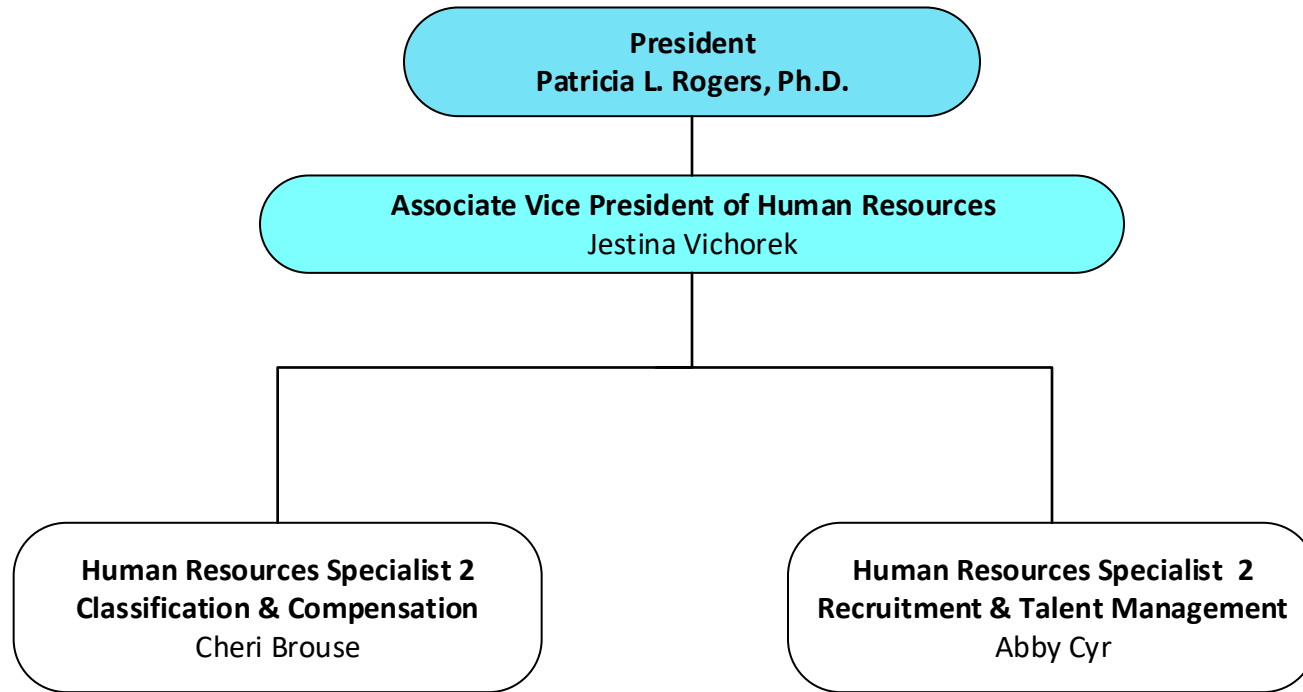 President
Patricia L. Rogers, Ph.D.
Associate Vice President of Human Resources
Jestina Vichorek
Human Resources Specialist 2
Classification & Compensation
Cheri Brouse
Human Resources Specialist  2
Recruitment & Talent Management
Abby Cyr